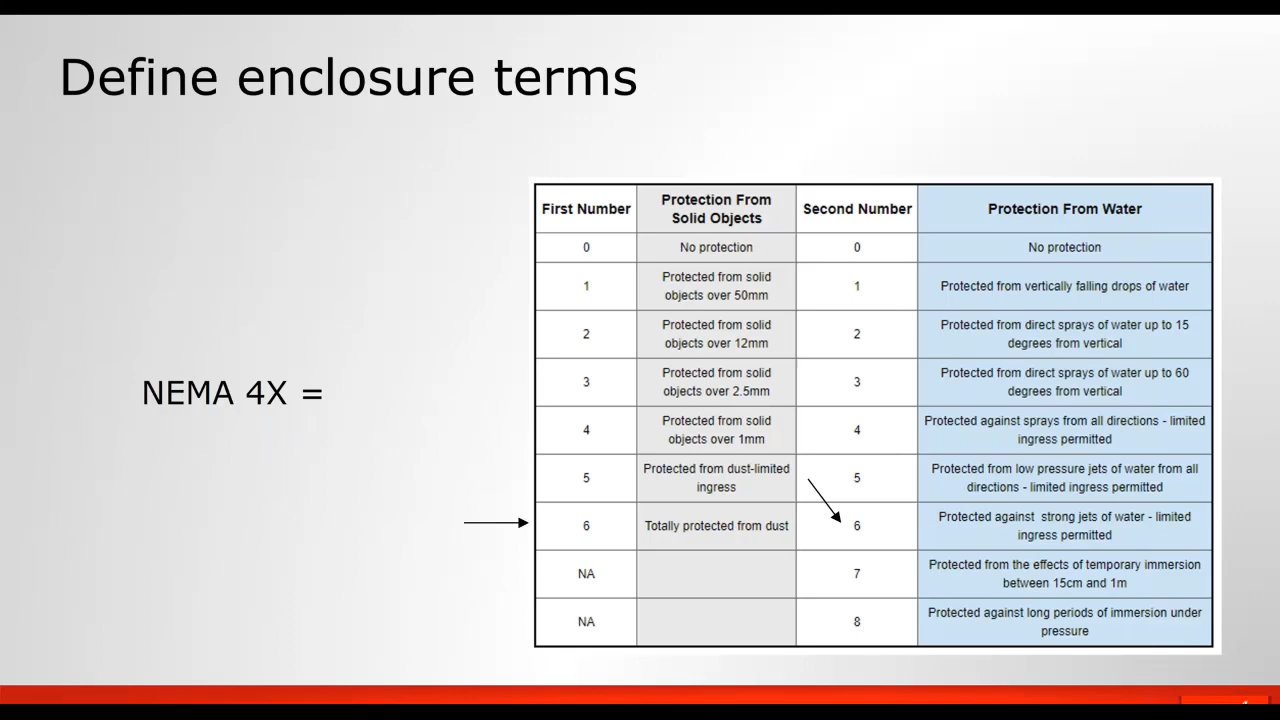 Define enclosure terms
NEMA 4X =
First Number
Protection From
Solid Objects
Second Number
Protection From Water
0
No protection
0
No protection
1
Protected from solid
objects over 50mm
1
Protected from vertically falling drops of water
2
Protected from solid
objects over 12mm
2
Protected from direct sprays of water up to 15
degrees from vertical
3
Protected from solid
objects over 2.5mm
3
Protected from direct sprays of water up to 60
degrees from vertical
4
Protected from solid
objects over 1mm
4
Protected against sprays from all directions - limited
ingress permitted
5
Protected from dust-limited
ingress
5
Protected from low pressure jets of water from all
directions - limited ingress permitted
6
Totally protected from dust
6
Protected against strong jets of water - limited
ingress permitted
NA
7
Protected from the effects of temporary immersion
between 15cm and 1m
NA
8
Protected against long periods of immersion under
pressure